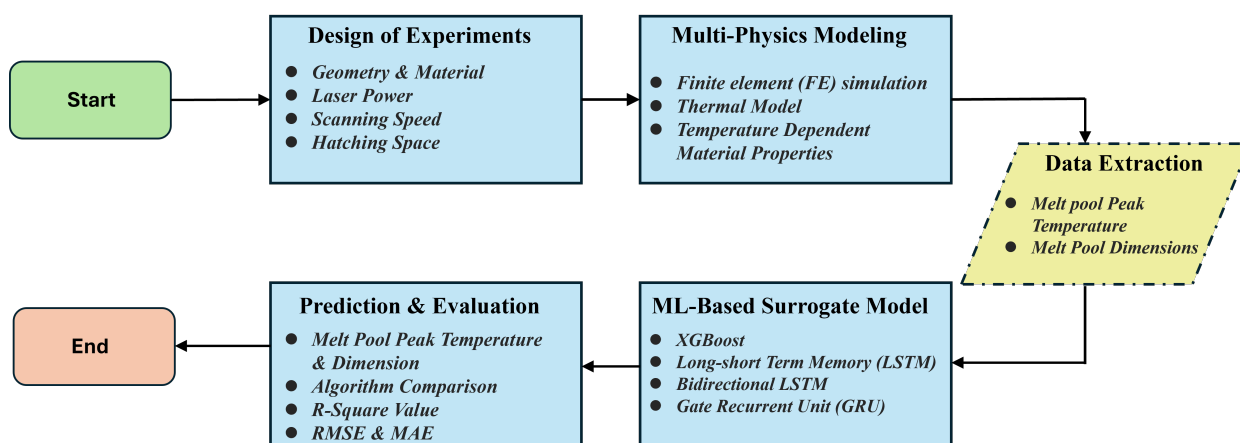 Start
Design of Experiments
● Geometry & Material
● Laser Power
● Scanning Speed
● Hatching Space
Multi-Physics Modeling
● Finite element (FE) simulation
● Thermal Model
● Temperature Dependent
Material Properties
Data Extraction
● Melt pool Peak
Temperature
● Melt Pool Dimensions
ML-Based Surrogate Model
● XGBoost
● Long-short Term Memory (LSTM)
● Bidirectional LSTM
● Gate Recurrent Unit (GRU)
Prediction & Evaluation
● Melt Pool Peak Temperature
& Dimension
● Algorithm Comparison
● R-Square Value
● RMSE & MAE
End